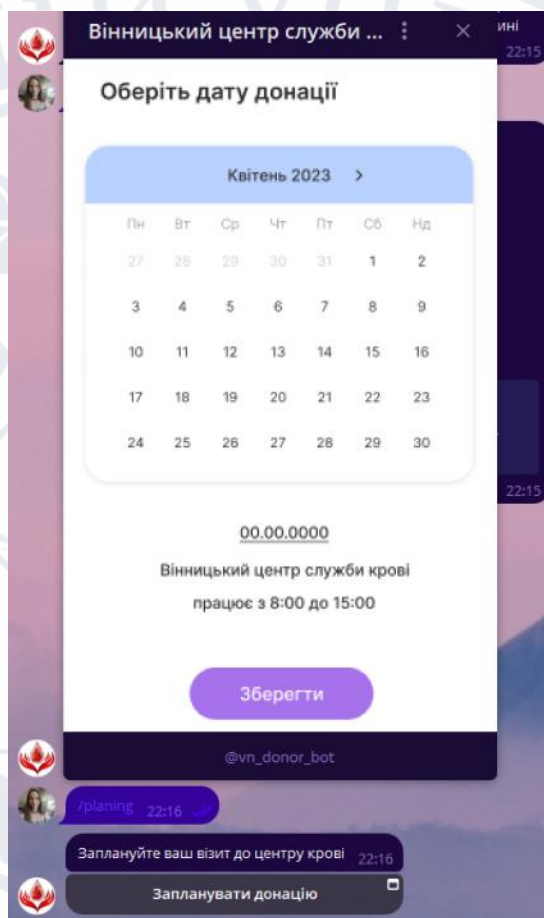 Вінницький центр служби ...
ині
22:15
Оберіть дату донації
Квітень 2023 >
Пн Вт Ср Чт Пт Сб Нд
27 28 29 30 31 1 2
3 4 5 6 7 8 9
10 11 12 13 14 15 16
17 18 19 20 21 22 23
24 25 26 27 28 29 30
22:15
00.00.0000
Вінницький центр служби крові
працює з 8:00 до 15:00
Зберегти
@vn_donor_bot
/planing 22:16
Заплануйте ваш візит до центру крові 22:16
Запланувати донацію